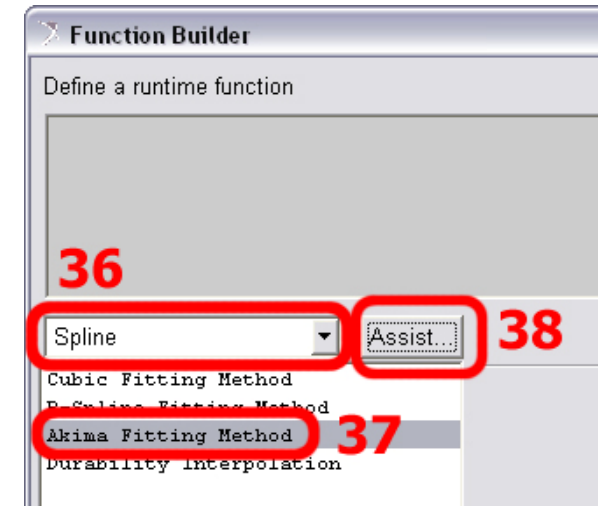 Function Builder
Define a runtime function
36
Spline
Assist...
38
Cubic Fitting Method
B-Spline Fitting Method
Akima Fitting Method
37
Durability Interpolation